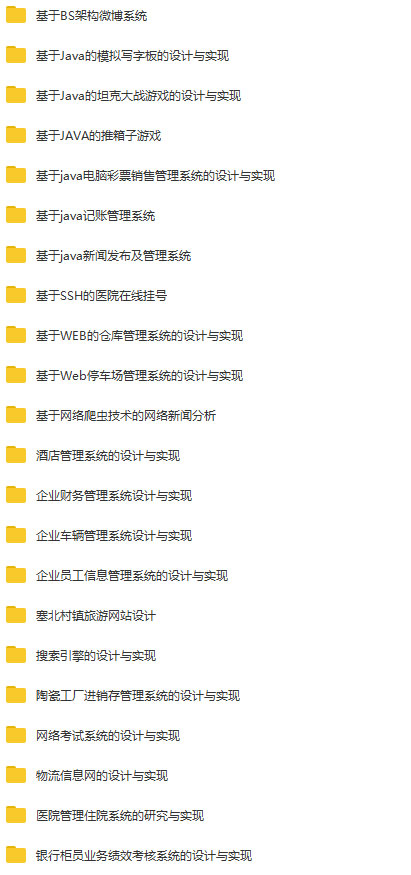 基于BS架构微博系统
基于Java的模拟写字板的设计与实现
基于Java的坦克大战游戏的设计与实现
基于JAVA的推箱子游戏
基于java电脑彩票销售管理系统的设计与实现
基于java记账管理系统
基于java新闻发布及管理系统
基于SSH的医院在线挂号
基于WEB的仓库管理系统的设计与实现
基于Web停车场管理系统的设计与实现
基于网络爬虫技术的网络新闻分析
酒店管理系统的设计与实现
企业财务管理系统设计与实现
企业车辆管理系统设计与实现
企业员工信息管理系统的设计与实现
塞北村镇旅游网站设计
搜索引擎的设计与实现
陶瓷工厂进销存管理系统的设计与实现
网络考试系统的设计与实现
物流信息网的设计与实现
医院管理住院系统的研究与实现
银行柜员业务绩效考核系统的设计与实现